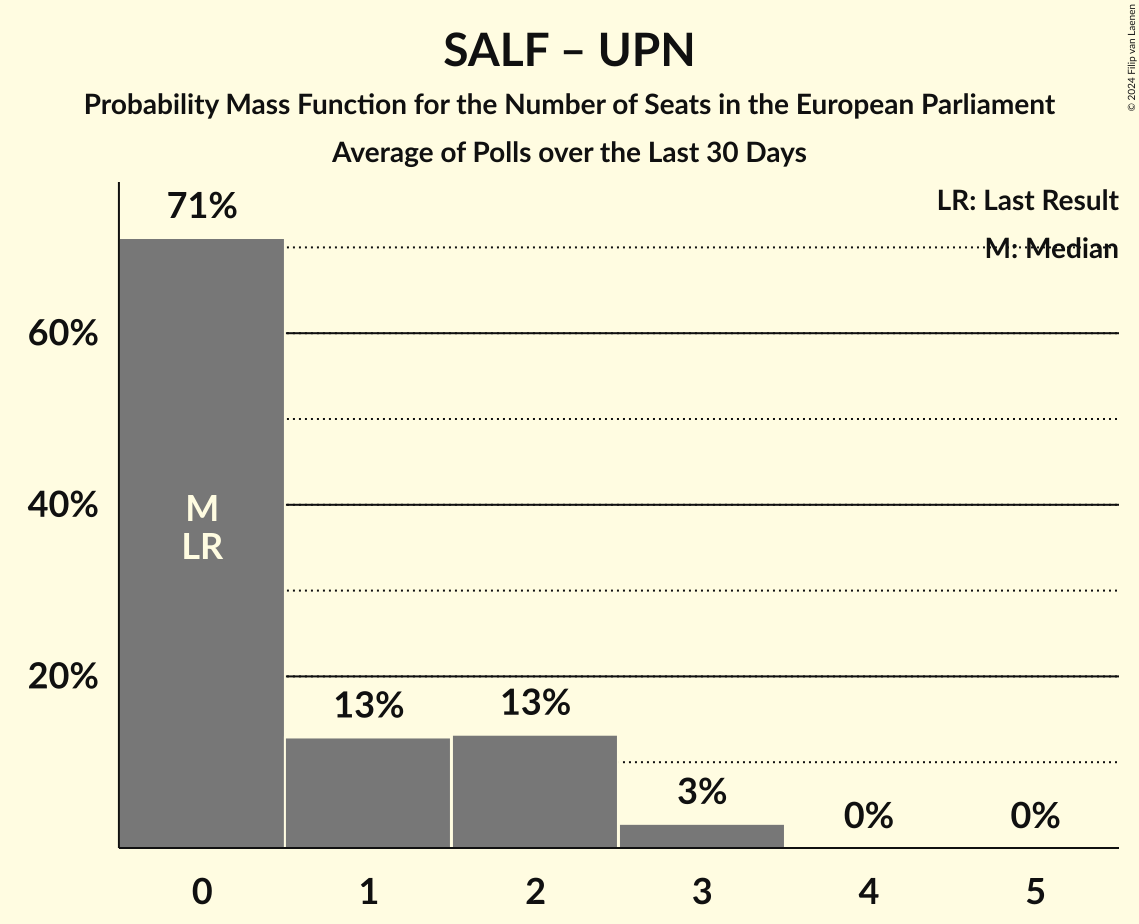 SALF – UPN
Probability Mass Function for the Number of Seats in the European Parliament
Average of Polls over the Last 30 Days
© 2024 Filip van Laenen
LR: Last Result
M: Median
71%
60%
40%
20%
M
LR
13%
13%
3%
0%
0%
0
1
2
3
4
5